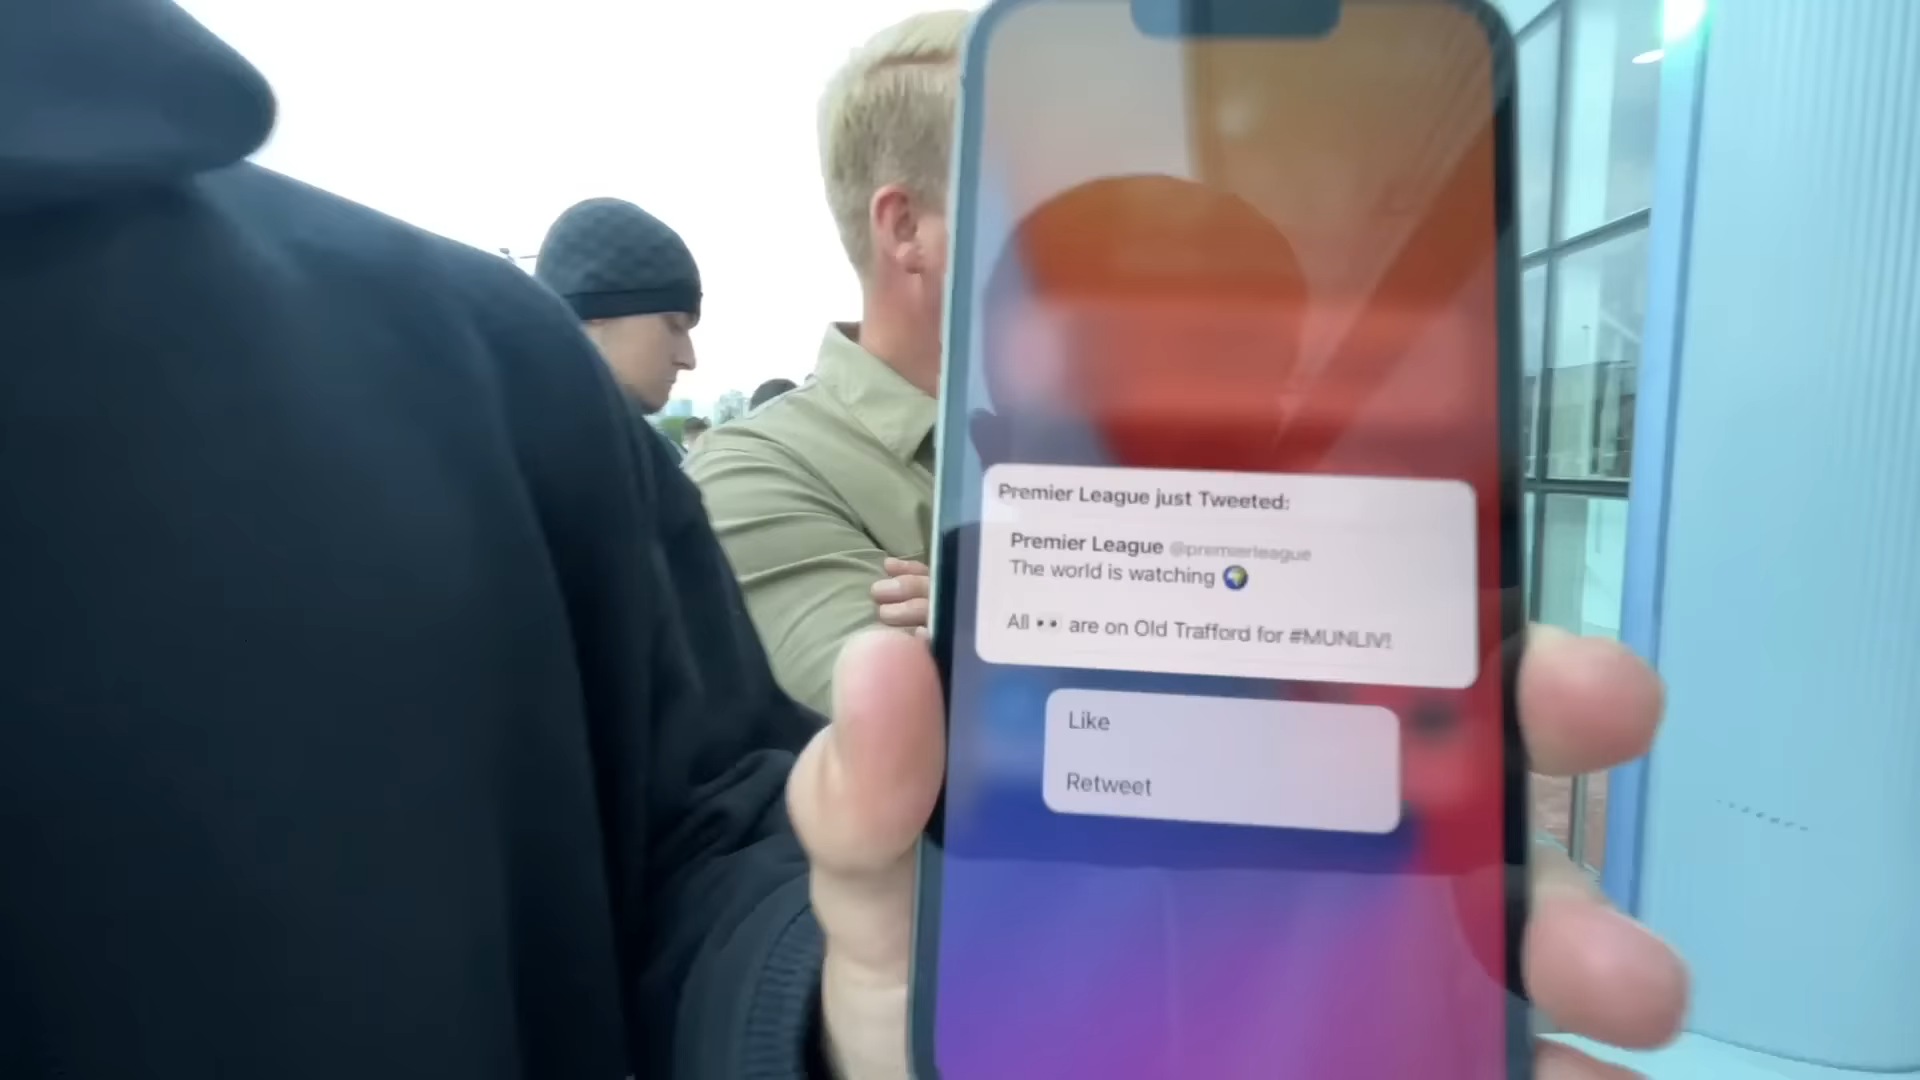 Premier League just Tweeted:
Premier League @premierleague
The world is watching 🌍
All 👀 are on Old Trafford for #MUNLIV!
Like
Retweet